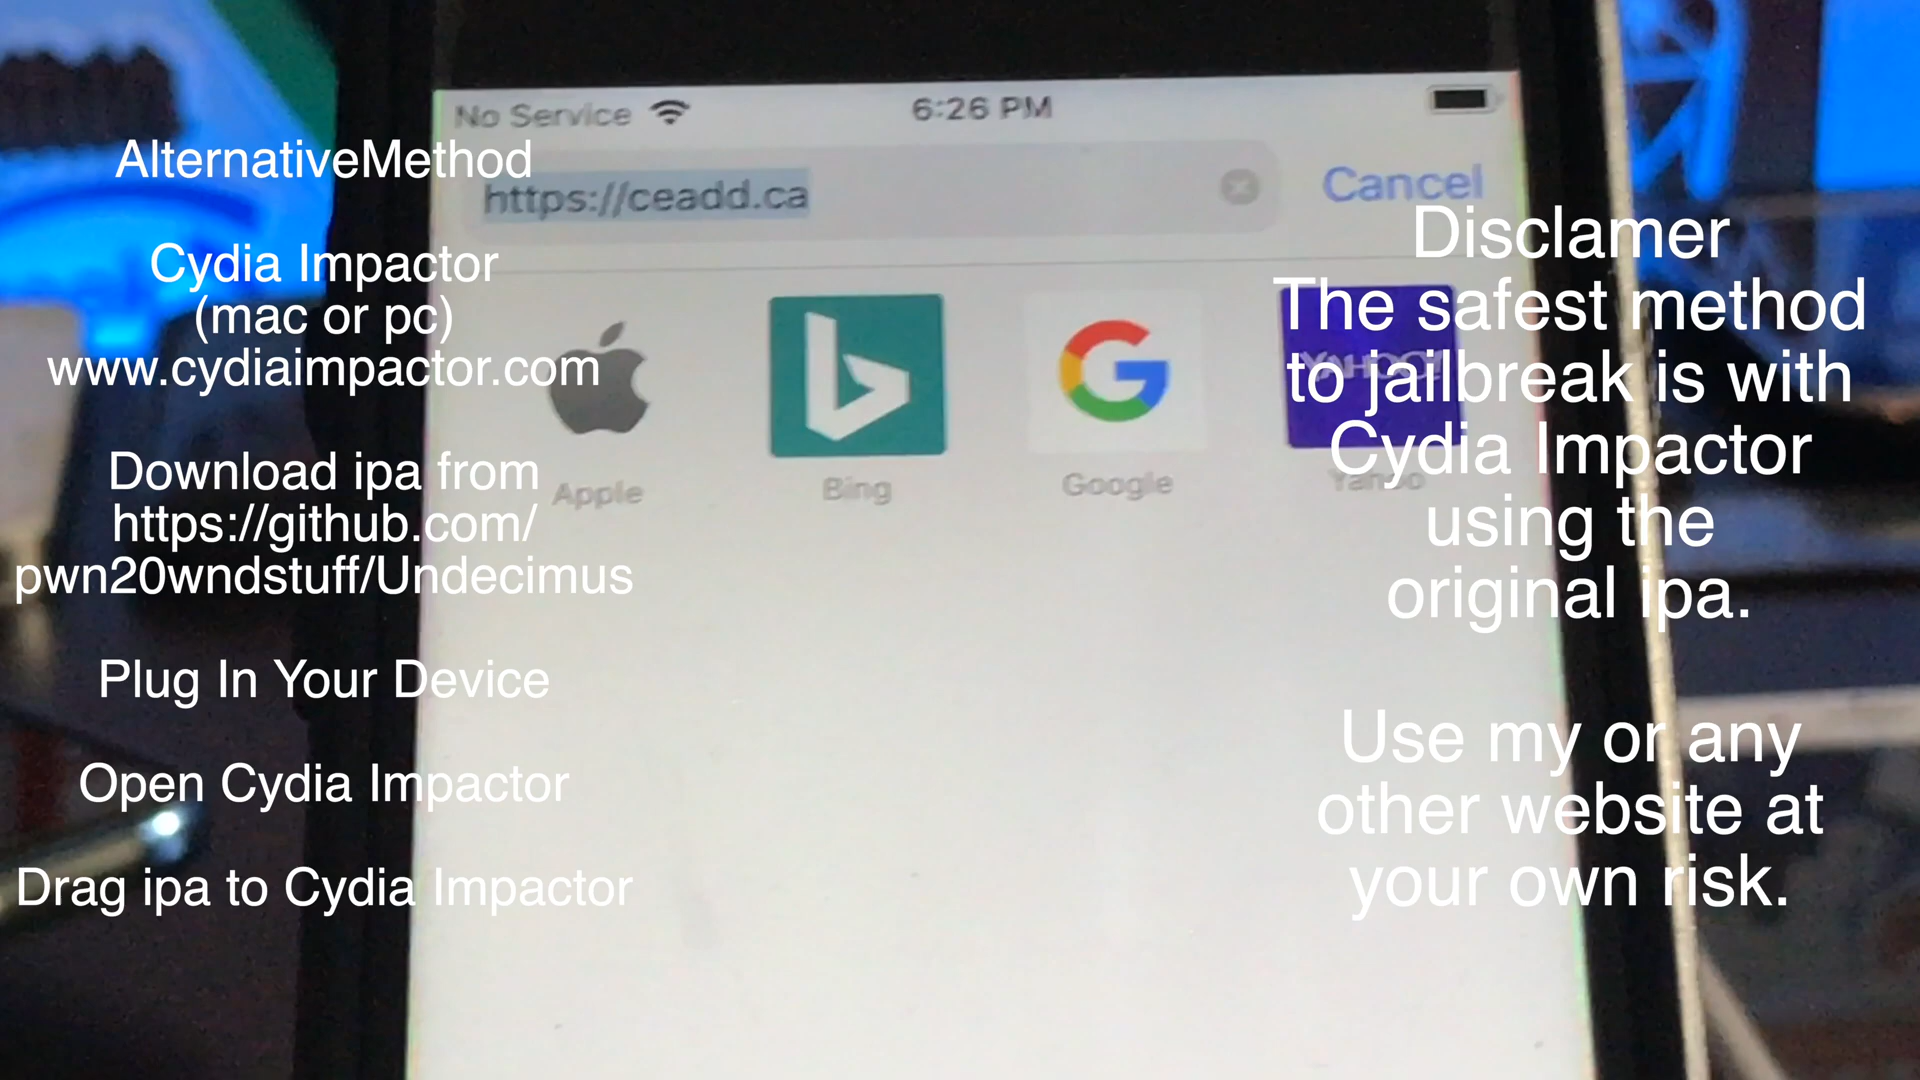 No Service
6:26 PM
https://ceadd.ca
Cancel
Apple
Bing
Google
YAHOO!
Yahoo
AlternativeMethod
Cydia Impactor
(mac or pc)
www.cydiaimpactor.com
Download ipa from
https://github.com/
pwn20wndstuff/Undecimus
Plug In Your Device
Open Cydia Impactor
Drag ipa to Cydia Impactor
Disclamer
The safest method
to jailbreak is with
Cydia Impactor
using the
original ipa.
Use my or any
other website at
your own risk.